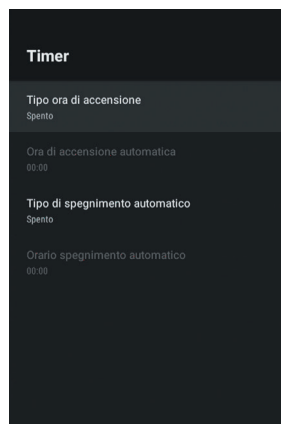 Timer
Tipo ora di accensione
Spento
Ora di accensione automatica
00:00
Tipo di spegnimento automatico
Spento
Orario spegnimento automatico
00:00